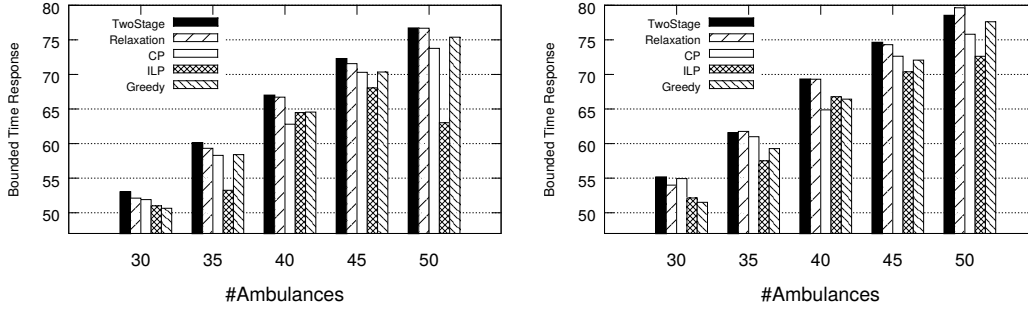 Bounded Time Response
80
75
70
65
60
55
50
TwoStage
Relaxation
CP
ILP
Greedy
30 35 40 45 50
#Ambulances
Bounded Time Response
80
75
70
65
60
55
50
TwoStage
Relaxation
CP
ILP
Greedy
30 35 40 45 50
#Ambulances